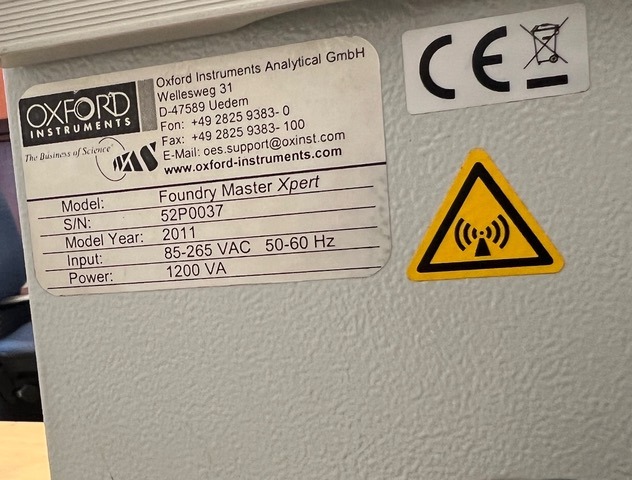 OXFORD
INSTRUMENTS
The Business of Science®
WAS
Oxford Instruments Analytical GmbH
Wellesweg 31
D-47589 Uedem
Fon: +49 2825 9383- 0
Fax: +49 2825 9383- 100
E-Mail: oes.support@oxinst.com
www.oxford-instruments.com
Model: Foundry Master Xpert
S/N: 52P0037
Model Year: 2011
Input: 85-265 VAC 50-60 Hz
Power: 1200 VA
CE